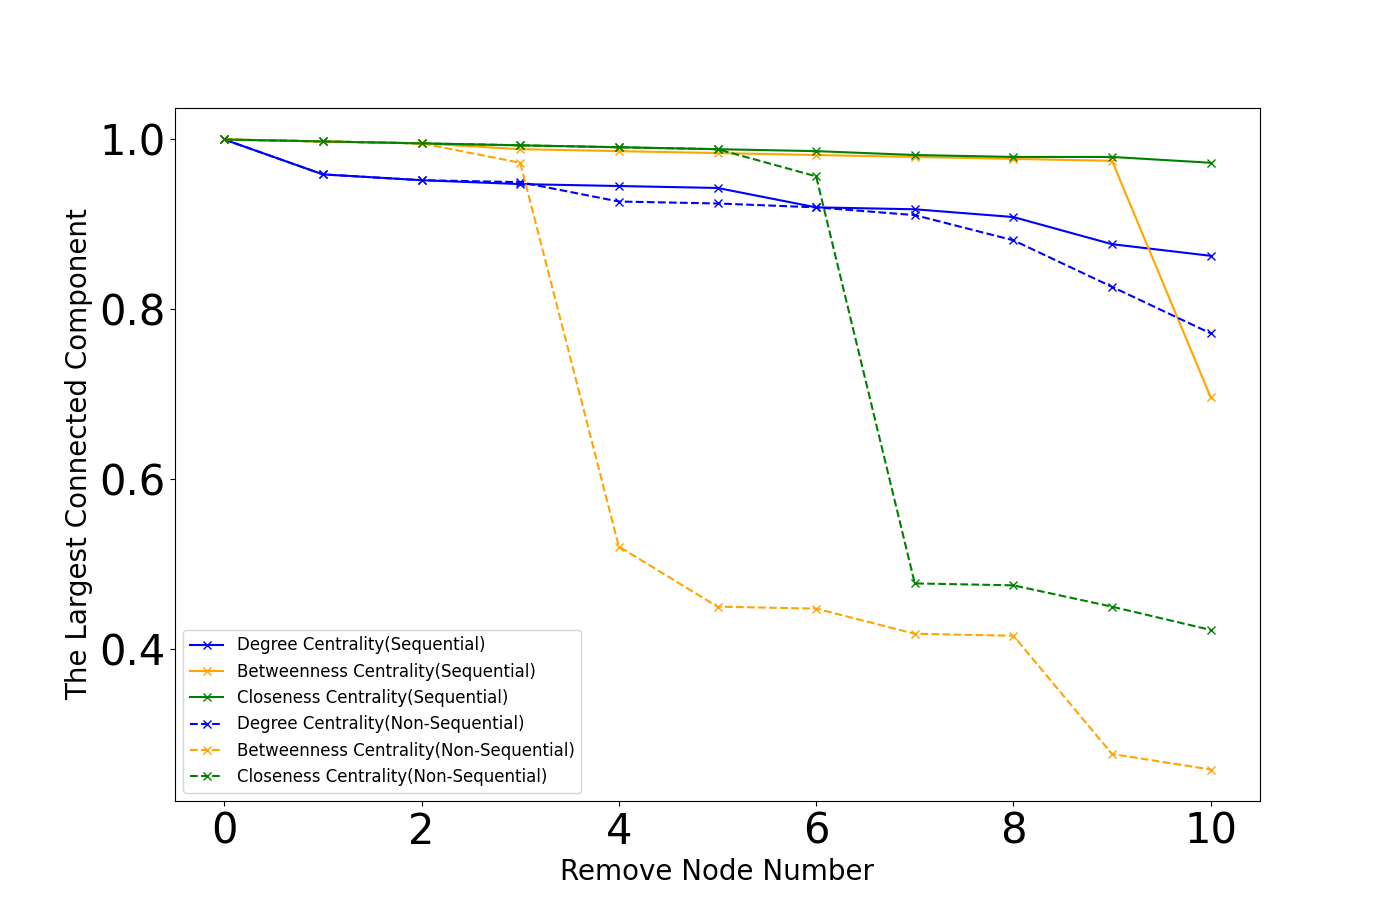 The Largest Connected Component
1.0
0.8
0.6
0.4
Degree Centrality(Sequential)
Betweenness Centrality(Sequential)
Closeness Centrality(Sequential)
Degree Centrality(Non-Sequential)
Betweenness Centrality(Non-Sequential)
Closeness Centrality(Non-Sequential)
0 2 4 6 8 10
Remove Node Number